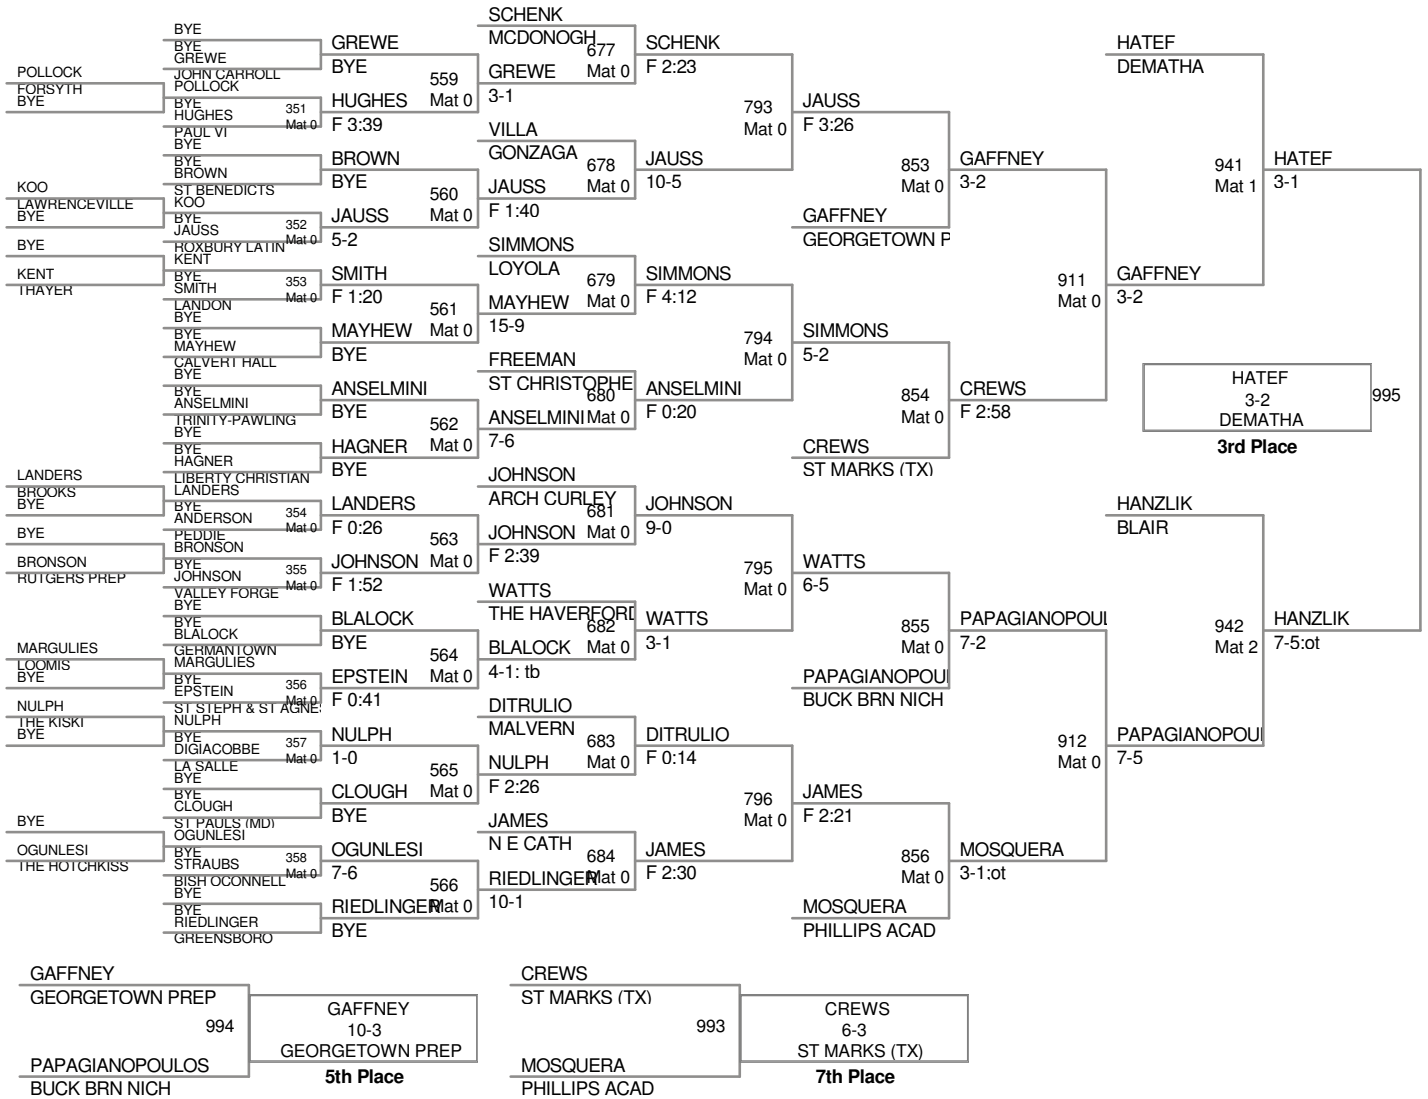 BYE
BYE
GREWE
JOHN CARROLL
POLLOCK
FORSYTH
BYE
POLLOCK
BYE
HUGHES
351
Mat 0
PAUL VI
BYE
BYE
BROWN
ST BENEDICTS
KOO
LAWRENCEVILLE
BYE
KOO
BYE
JAUSS
352
Mat 0
ROXBURY LATIN
BYE
KENT
THAYER
KENT
BYE
SMITH
353
Mat 0
LANDON
BYE
BYE
MAYHEW
CALVERT HALL
BYE
BYE
ANSELMINI
TRINITY-PAWLING
BYE
BYE
HAGNER
LIBERTY CHRISTIAN
LANDERS
BROOKS
BYE
LANDERS
BYE
ANDERSON
354
Mat 0
PEDDIE
BYE
BRONSON
RUTGERS PREP
BRONSON
BYE
JOHNSON
355
Mat 0
VALLEY FORGE
BYE
BYE
BLALOCK
GERMANTOWN
MARGULIES
LOOMIS
BYE
MARGULIES
BYE
EPSTEIN
356
Mat 0
ST STEPH & ST AGNES
NULPH
THE KISKI
BYE
NULPH
BYE
DIGIACOBBE
357
Mat 0
LA SALLE
BYE
BYE
CLOUGH
ST PAULS (MD)
BYE
OGUNLESI
THE HOTCHKISS
OGUNLESI
BYE
STRAUBS
358
Mat 0
BISH OCONNELL
BYE
BYE
RIEDLINGER
GREENSBORO
GREWE
BYE
559
Mat 0
HUGHES
F 3:39
BROWN
BYE
560
Mat 0
JAUSS
5-2
SMITH
F 1:20
561
Mat 0
MAYHEW
BYE
ANSELMINI
BYE
562
Mat 0
HAGNER
BYE
LANDERS
F 0:26
563
Mat 0
JOHNSON
F 1:52
BLALOCK
BYE
564
Mat 0
EPSTEIN
F 0:41
NULPH
1-0
565
Mat 0
CLOUGH
BYE
OGUNLESI
7-6
566
Mat 0
RIEDLINGER
BYE
SCHENK
MCDONOGH
677
Mat 0
GREWE
3-1
VILLA
GONZAGA
678
Mat 0
JAUSS
F 1:40
SIMMONS
LOYOLA
679
Mat 0
MAYHEW
15-9
FREEMAN
ST CHRISTOPHE
680
Mat 0
ANSELMINI
7-6
JOHNSON
ARCH CURLEY
681
Mat 0
JOHNSON
F 2:39
WATTS
THE HAVERFORD
682
Mat 0
BLALOCK
4-1: tb
DITRULIO
MALVERN
683
Mat 0
NULPH
F 2:26
JAMES
N E CATH
684
Mat 0
RIEDLINGER
10-1
SCHENK
F 2:23
793
Mat 0
JAUSS
10-5
SIMMONS
F 4:12
794
Mat 0
ANSELMINI
F 0:20
JOHNSON
9-0
795
Mat 0
WATTS
3-1
DITRULIO
F 0:14
796
Mat 0
JAMES
F 2:30
JAUSS
F 3:26
853
Mat 0
GAFFNEY
GEORGETOWN P
SIMMONS
5-2
854
Mat 0
CREWS
ST MARKS (TX)
WATTS
6-5
855
Mat 0
PAPAGIANOPOU
BUCK BRN NICH
JAMES
F 2:21
856
Mat 0
MOSQUERA
PHILLIPS ACAD
GAFFNEY
3-2
911
Mat 0
CREWS
F 2:58
PAPAGIANOPOUL
7-2
912
Mat 0
MOSQUERA
3-1:ot
HATEF
DEMATHA
941
Mat 1
GAFFNEY
3-2
HANZLIK
BLAIR
942
Mat 2
PAPAGIANOPOUL
7-5
HATEF
3-1
HANZLIK
7-5:ot
HATEF
3-2
DEMATHA
995
3rd Place
GAFFNEY
GEORGETOWN PREP
994
PAPAGIANOPOULOS
BUCK BRN NICH
GAFFNEY
10-3
GEORGETOWN PREP
5th Place
CREWS
ST MARKS (TX)
993
MOSQUERA
PHILLIPS ACAD
CREWS
6-3
ST MARKS (TX)
7th Place